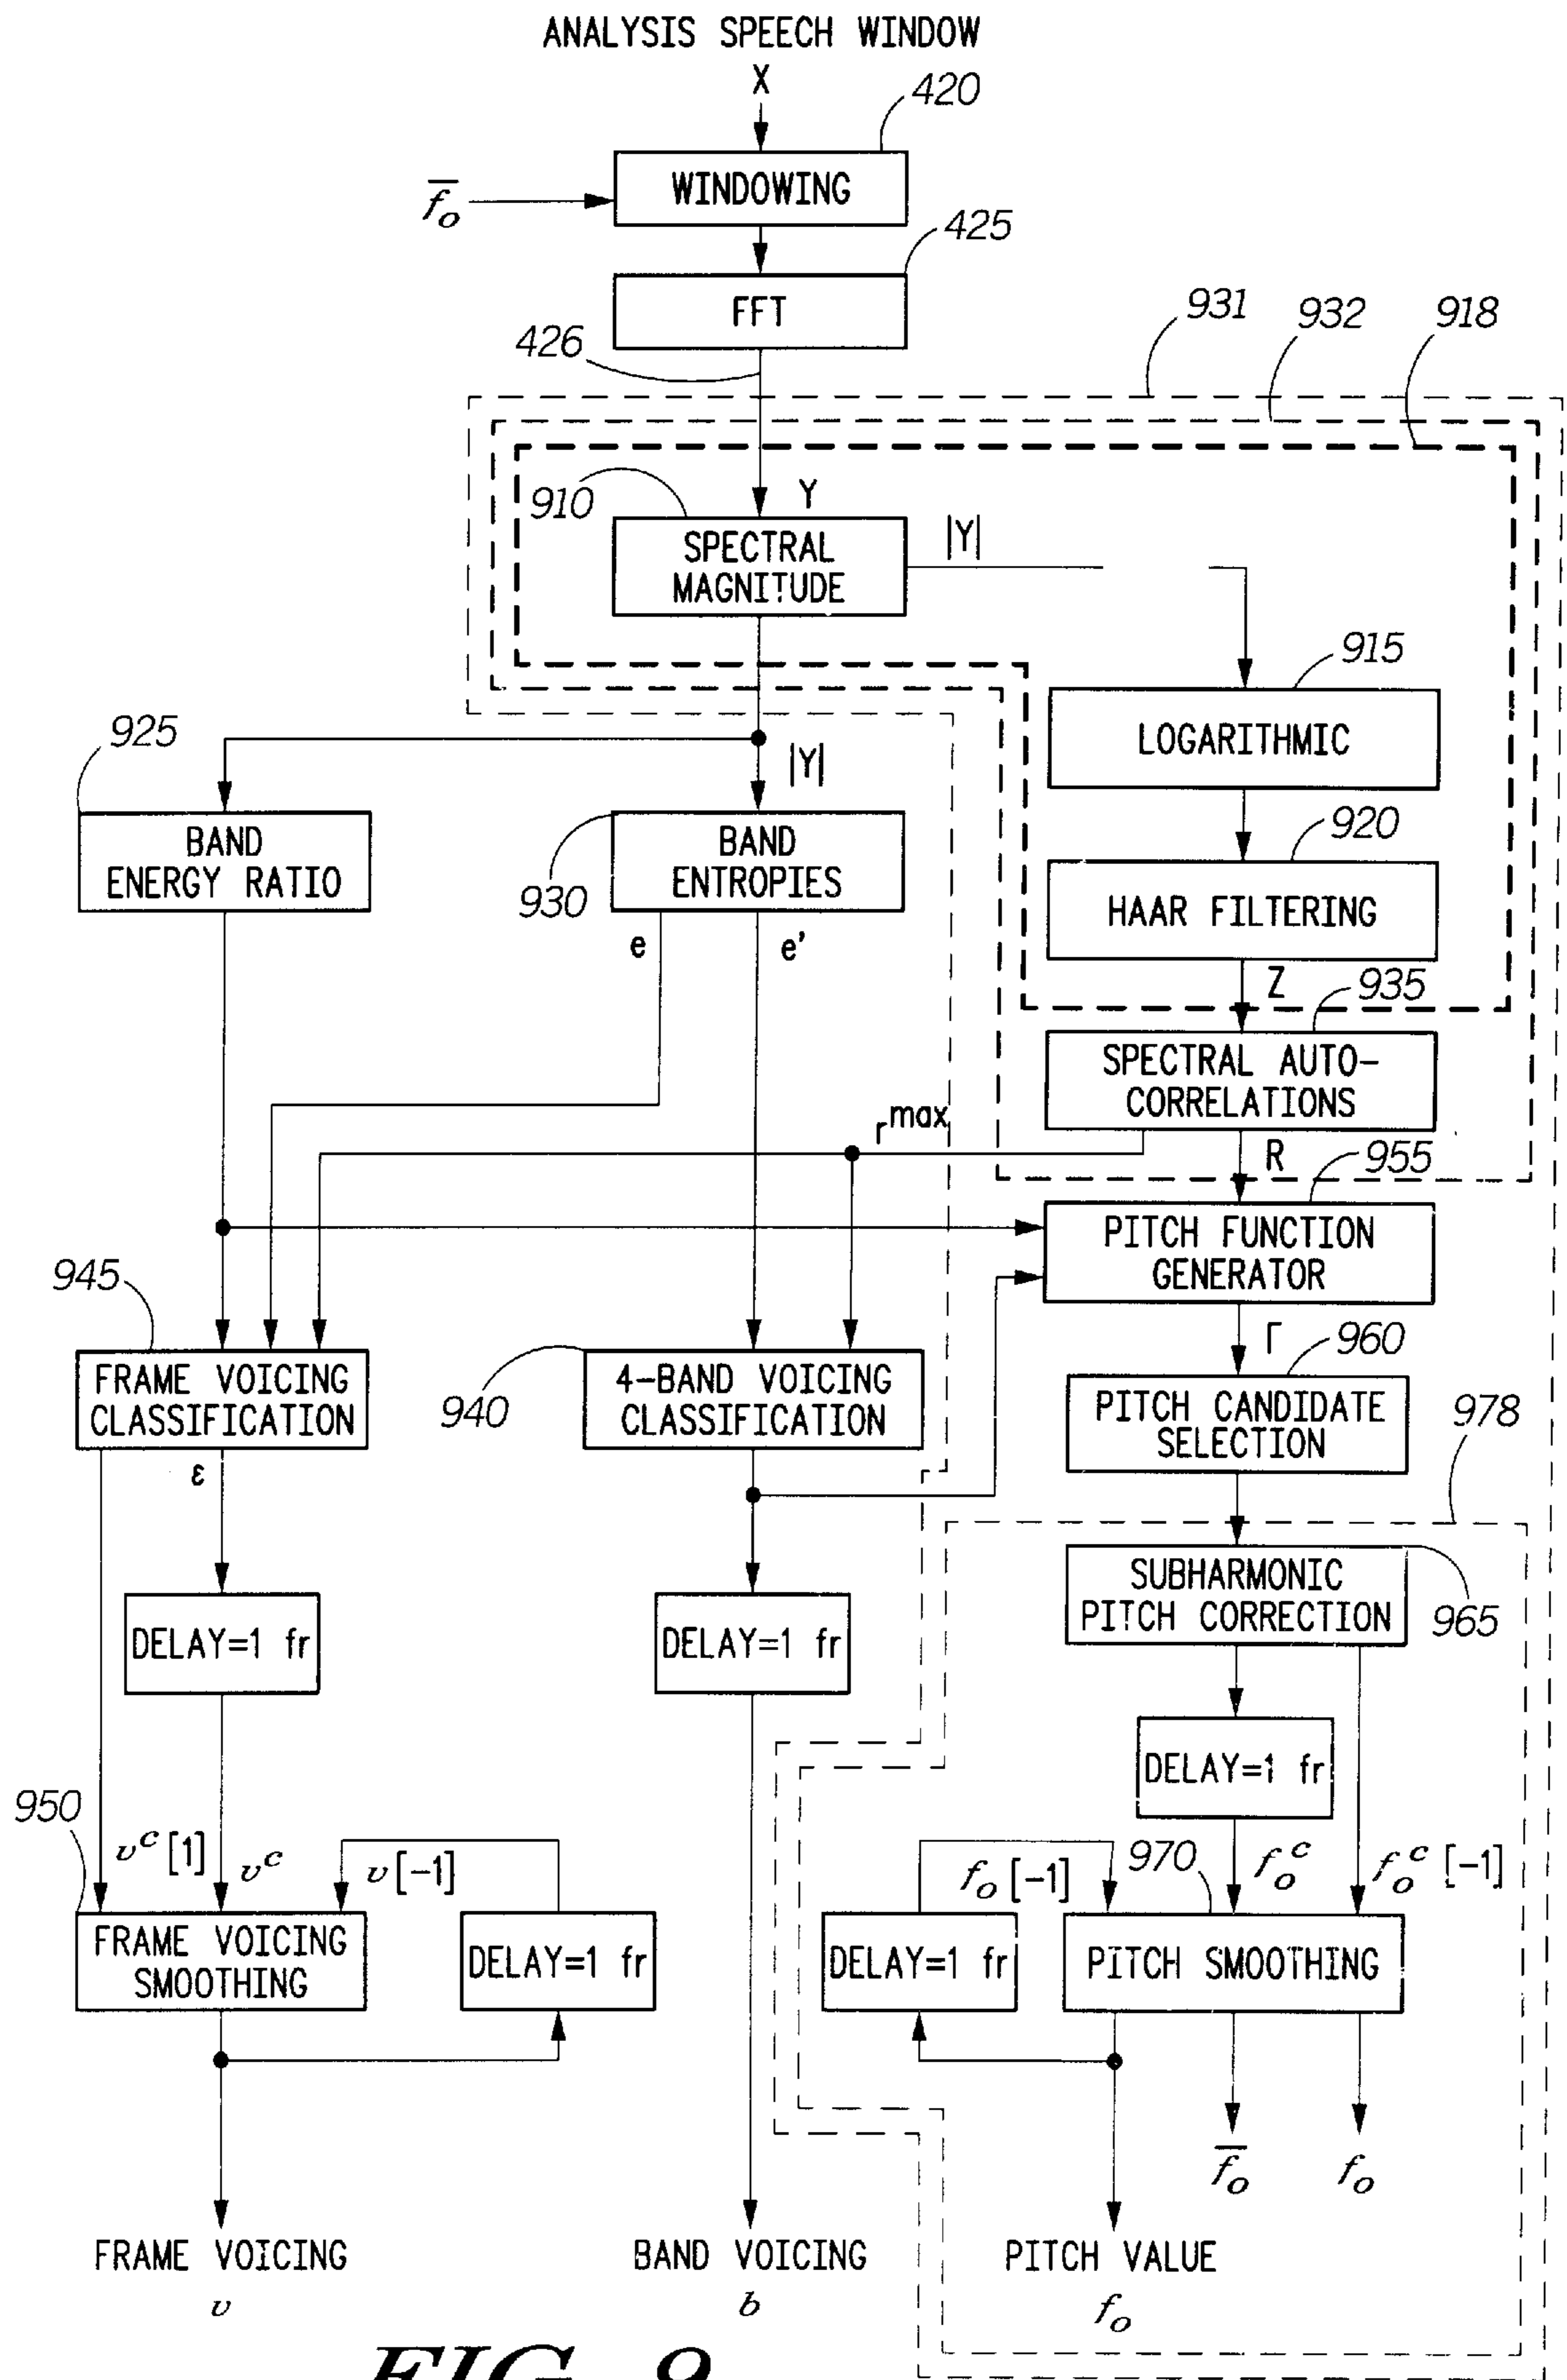 ANALYSIS SPEECH WINDOW
X
420
WINDOWING
f̅o
425
FFT
426
931
932
918
910
Y
SPECTRAL
MAGNITUDE
|Y|
915
LOGARITHMIC
925
|Y|
BAND
ENERGY RATIO
930
BAND
ENTROPIES
920
HAAR FILTERING
e
e'
Z
935
SPECTRAL AUTO-
CORRELATIONS
rmax
R
955
PITCH FUNCTION
GENERATOR
945
FRAME VOICING
CLASSIFICATION
940
4-BAND VOICING
CLASSIFICATION
Γ
960
PITCH CANDIDATE
SELECTION
978
ε
SUBHARMONIC
PITCH CORRECTION
965
DELAY=1 fr
DELAY=1 fr
DELAY=1 fr
950
vc [1]
vc
v [-1]
fo [-1]
970
foc
foc [-1]
FRAME VOICING
SMOOTHING
DELAY=1 fr
DELAY=1 fr
PITCH SMOOTHING
f̅o
fo
FRAME VOICING
v
BAND VOICING
b
PITCH VALUE
fo
FIG. 9